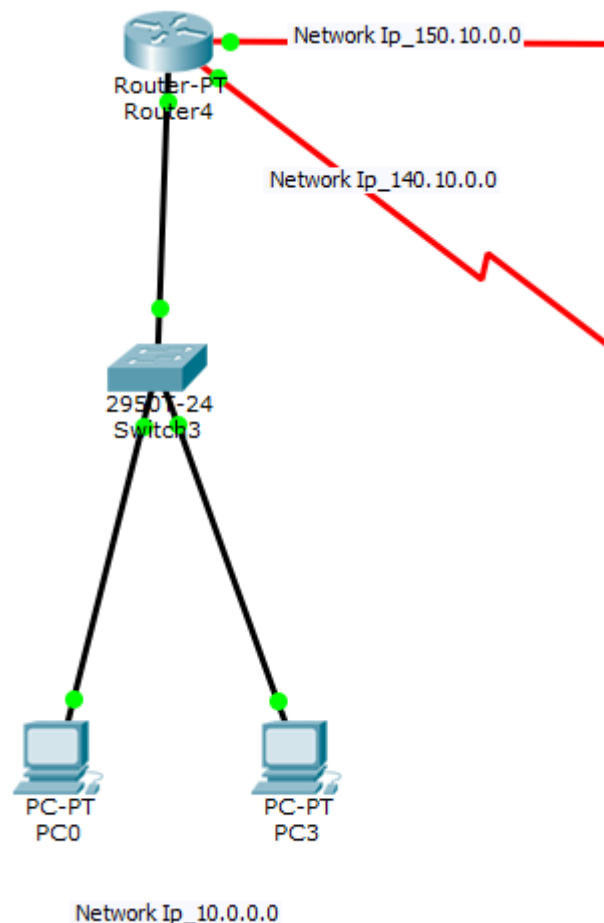 Network Ip_150.10.0.0
Router-PT
Router4
Network Ip_140.10.0.0
2950T-24
Switch3
PC-PT
PC0
PC-PT
PC3
Network Ip_10.0.0.0